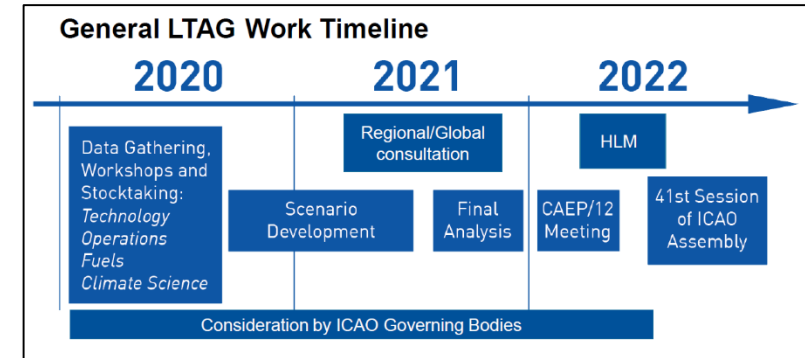 General LTAG Work Timeline
2020
2021
2022
Data Gathering,
Workshops and
Stocktaking:
Technology
Operations
Fuels
Climate Science
Regional/Global
consultation
HLM
Scenario
Development
Final
Analysis
CAEP/12
Meeting
41st Session
of ICAO
Assembly
Consideration by ICAO Governing Bodies